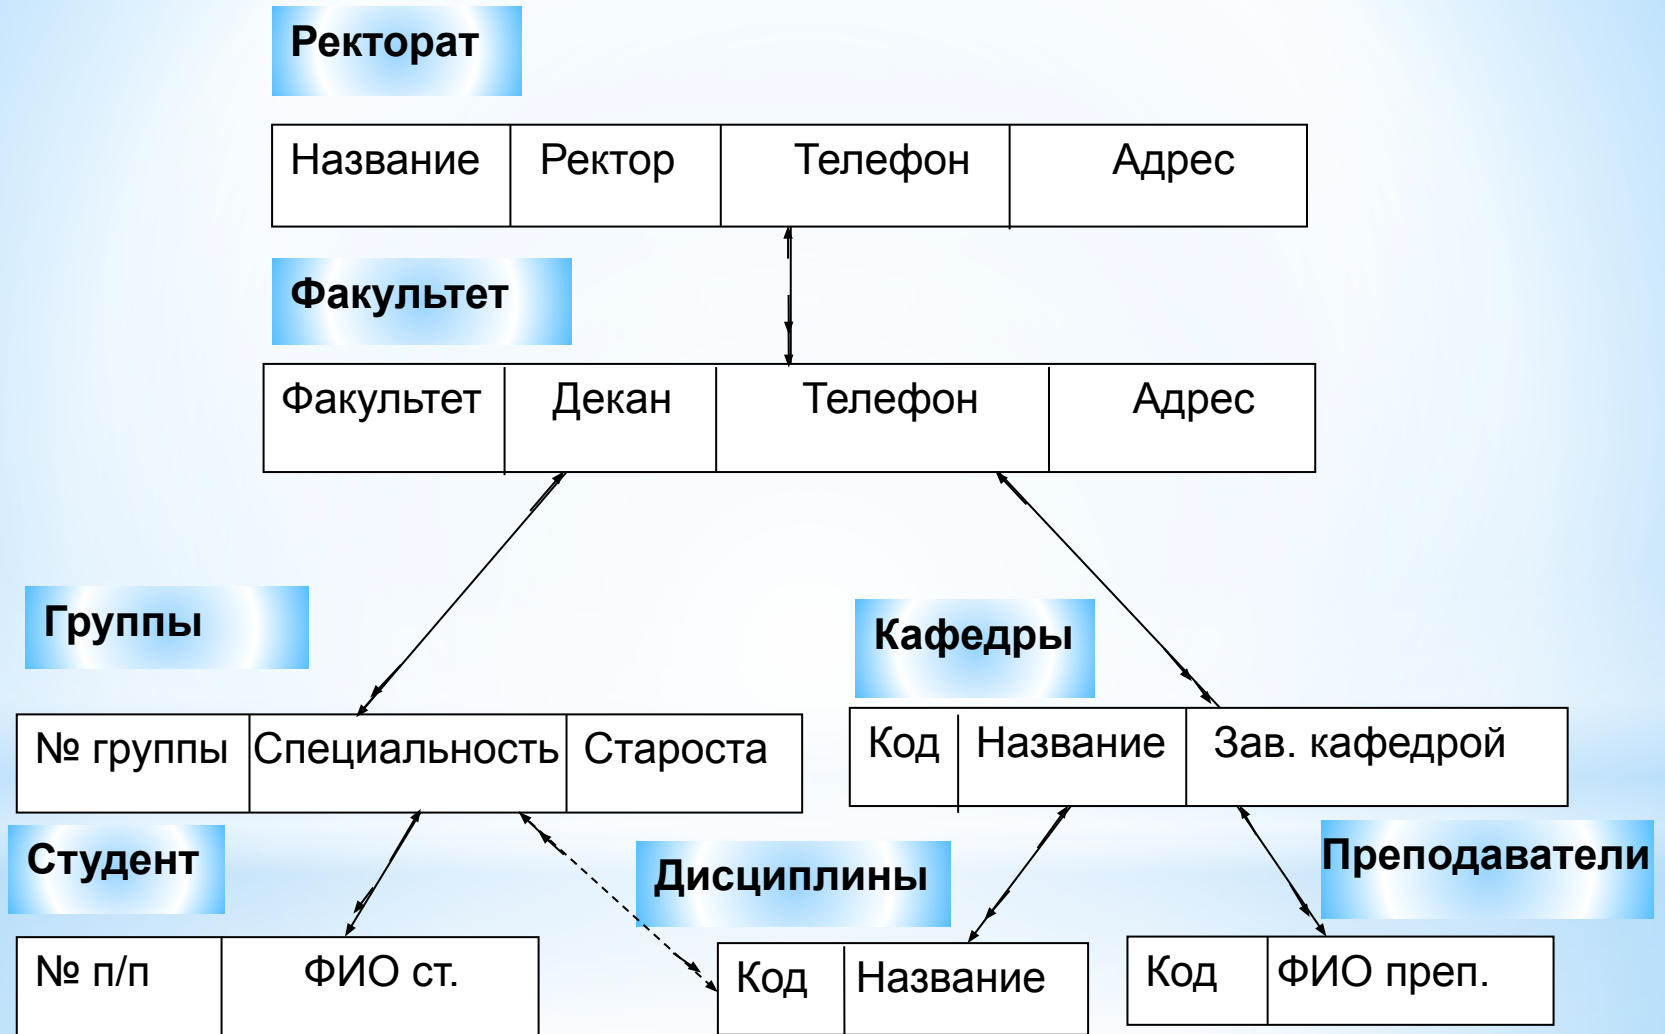 Ректорат
Название Ректор Телефон Адрес
Факультет
Факультет Декан Телефон Адрес
Группы
Кафедры
№ группы Специальность Староста
Код Название Зав. кафедрой
Студент
Дисциплины
Преподаватели
№ п/п ФИО ст.
Код Название
Код ФИО преп.